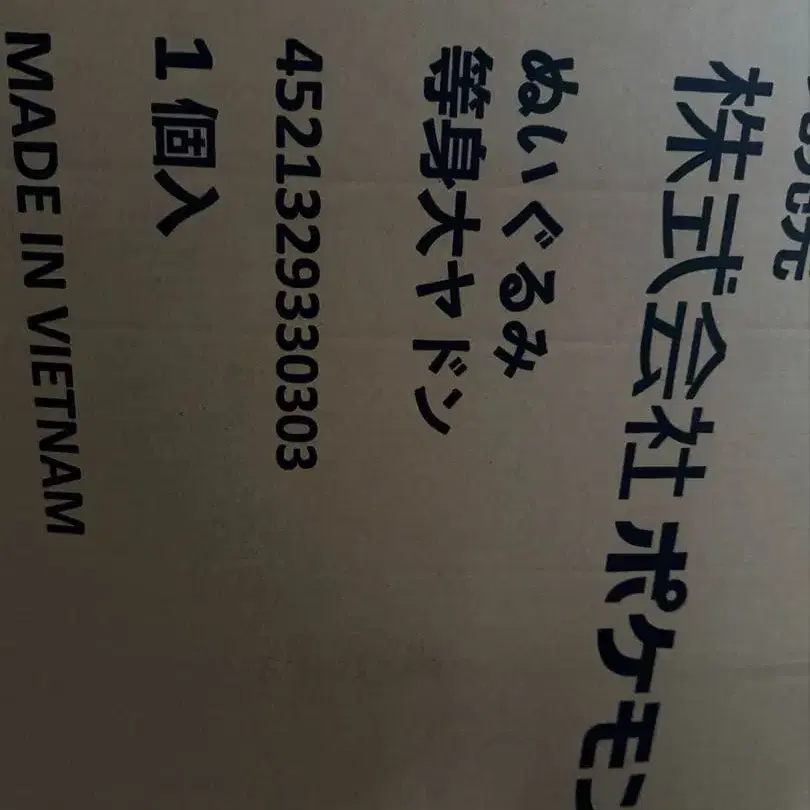 株式会社ポケモン
ぬいぐるみ
等身大ヤドン
4521329330303
1個入
MADE IN VIETNAM